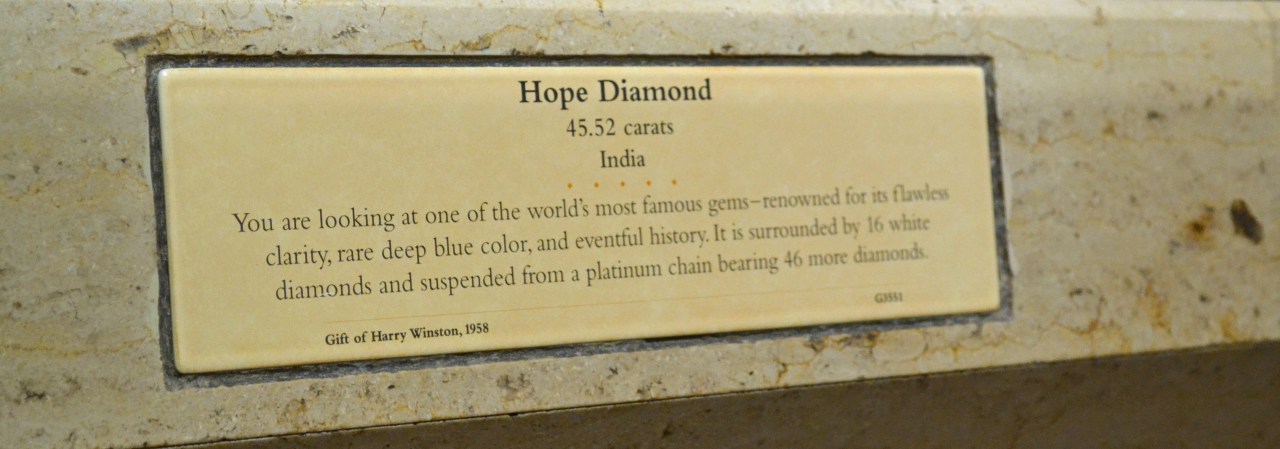 Hope Diamond
45.52 carats
India
You are looking at one of the world's most famous gems–renowned for its flawless
clarity, rare deep blue color, and eventful history. It is surrounded by 16 white
diamonds and suspended from a platinum chain bearing 46 more diamonds.
G3551
Gift of Harry Winston, 1958